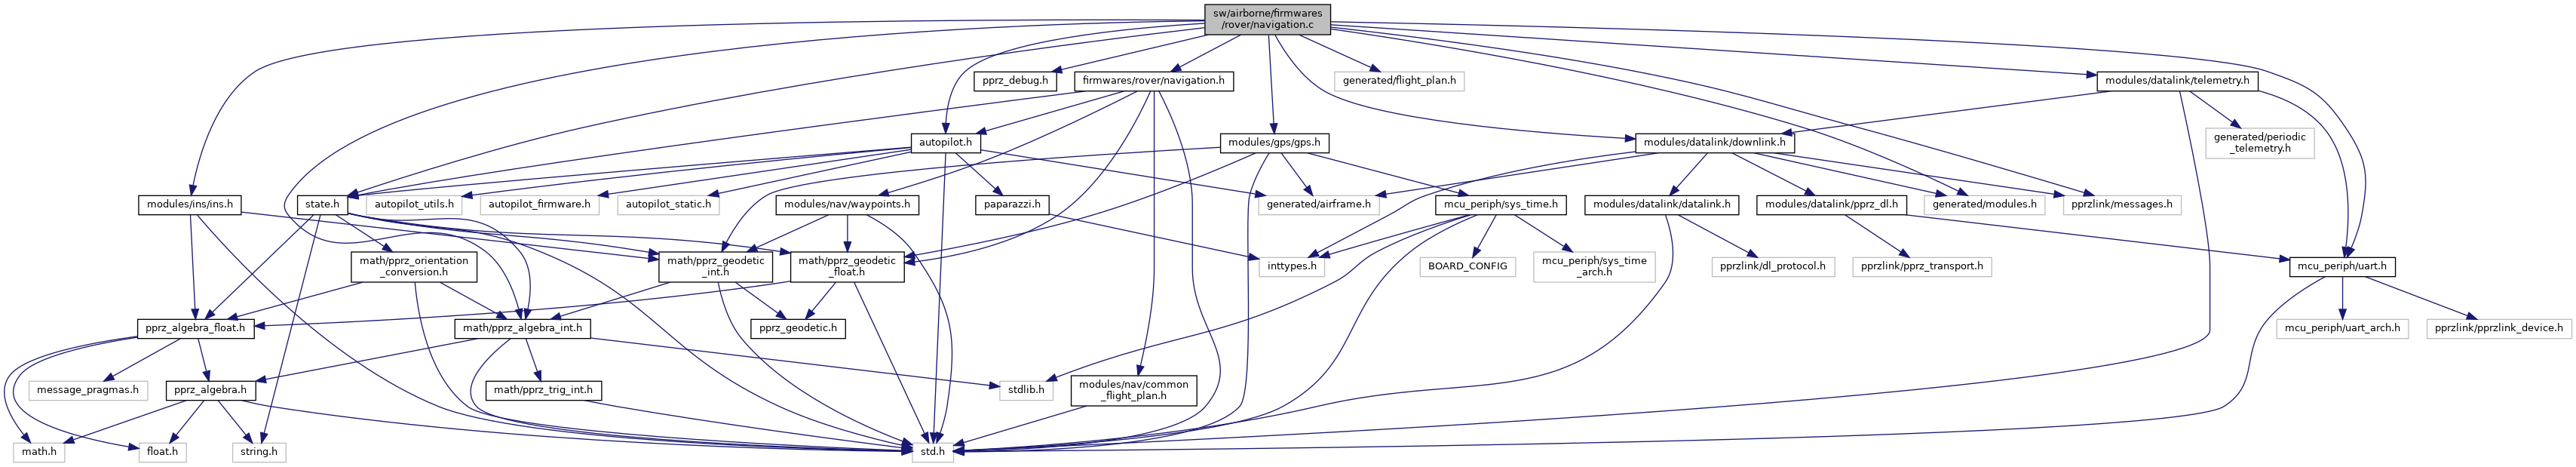 sw/airborne/firmwares
/rover/navigation.c
pprz_debug.h
firmwares/rover/navigation.h
generated/flight_plan.h
modules/datalink/telemetry.h
autopilot.h
modules/gps/gps.h
modules/datalink/downlink.h
generated/periodic
_telemetry.h
modules/ins/ins.h
state.h
autopilot_utils.h
autopilot_firmware.h
autopilot_static.h
modules/nav/waypoints.h
paparazzi.h
generated/airframe.h
mcu_periph/sys_time.h
modules/datalink/datalink.h
modules/datalink/pprz_dl.h
generated/modules.h
pprzlink/messages.h
math/pprz_orientation
_conversion.h
math/pprz_geodetic
_int.h
math/pprz_geodetic
_float.h
inttypes.h
BOARD_CONFIG
mcu_periph/sys_time
_arch.h
pprzlink/dl_protocol.h
pprzlink/pprz_transport.h
mcu_periph/uart.h
pprz_algebra_float.h
math/pprz_algebra_int.h
pprz_geodetic.h
mcu_periph/uart_arch.h
pprzlink/pprzlink_device.h
message_pragmas.h
pprz_algebra.h
math/pprz_trig_int.h
stdlib.h
modules/nav/common
_flight_plan.h
math.h
float.h
string.h
std.h